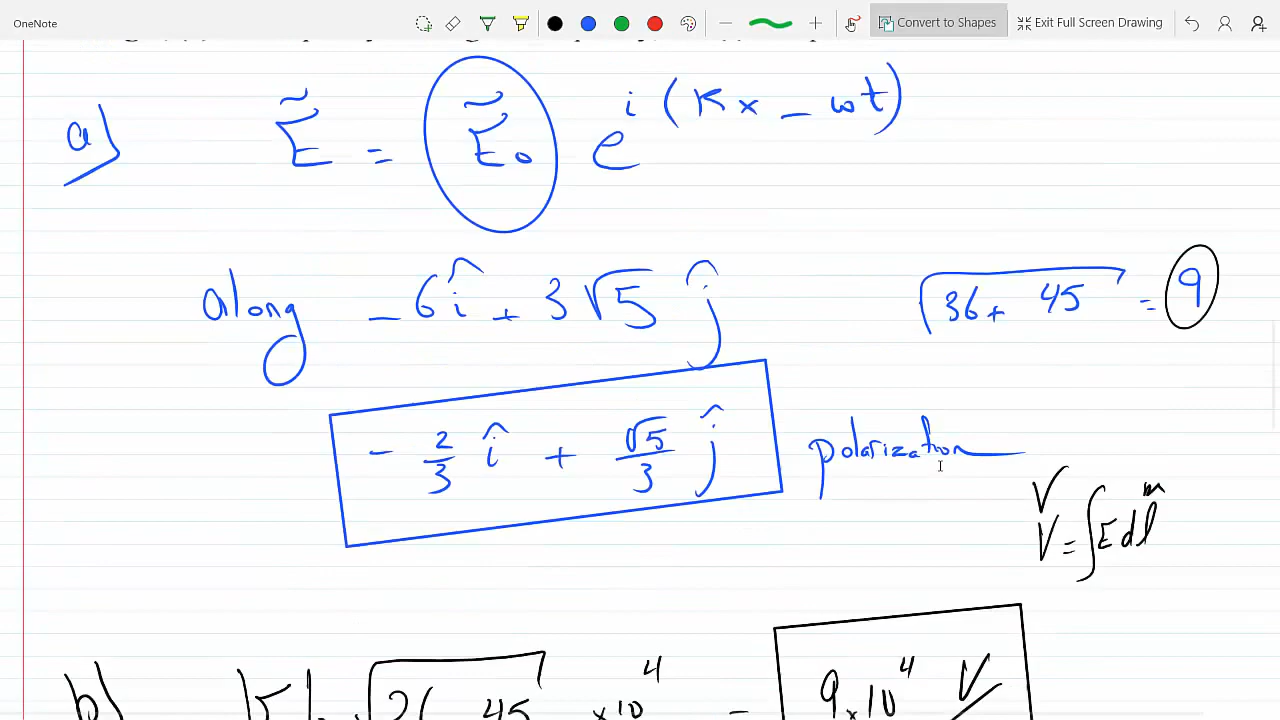 OneNote
Convert to Shapes
Exit Full Screen Drawing
a) Ẽ = Ẽ₀ e^{i(Kx - ωt)}
along -6î + 3√5 ĵ
√36 + 45 = 9
-2/3 î + √5/3 ĵ polarization
V m
V = ∫E dl
b) × 10⁴ = 9 × 10⁴ V